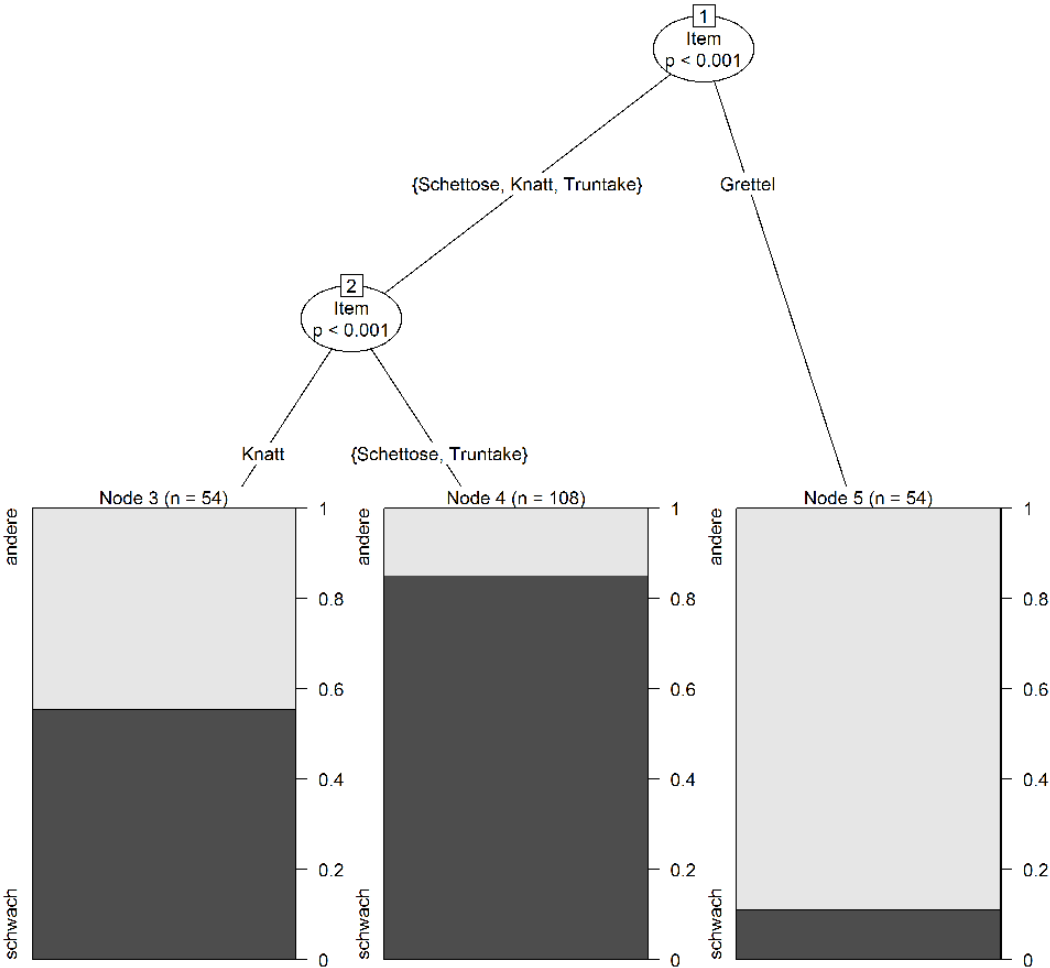 1
Item
p < 0.001
{Schettose, Knatt, Truntake}
Grettel
2
Item
p < 0.001
Knatt
{Schettose, Truntake}
Node 3 (n = 54)
andere
schwach
1
0.8
0.6
0.4
0.2
0
Node 4 (n = 108)
andere
schwach
1
0.8
0.6
0.4
0.2
0
Node 5 (n = 54)
andere
schwach
1
0.8
0.6
0.4
0.2
0